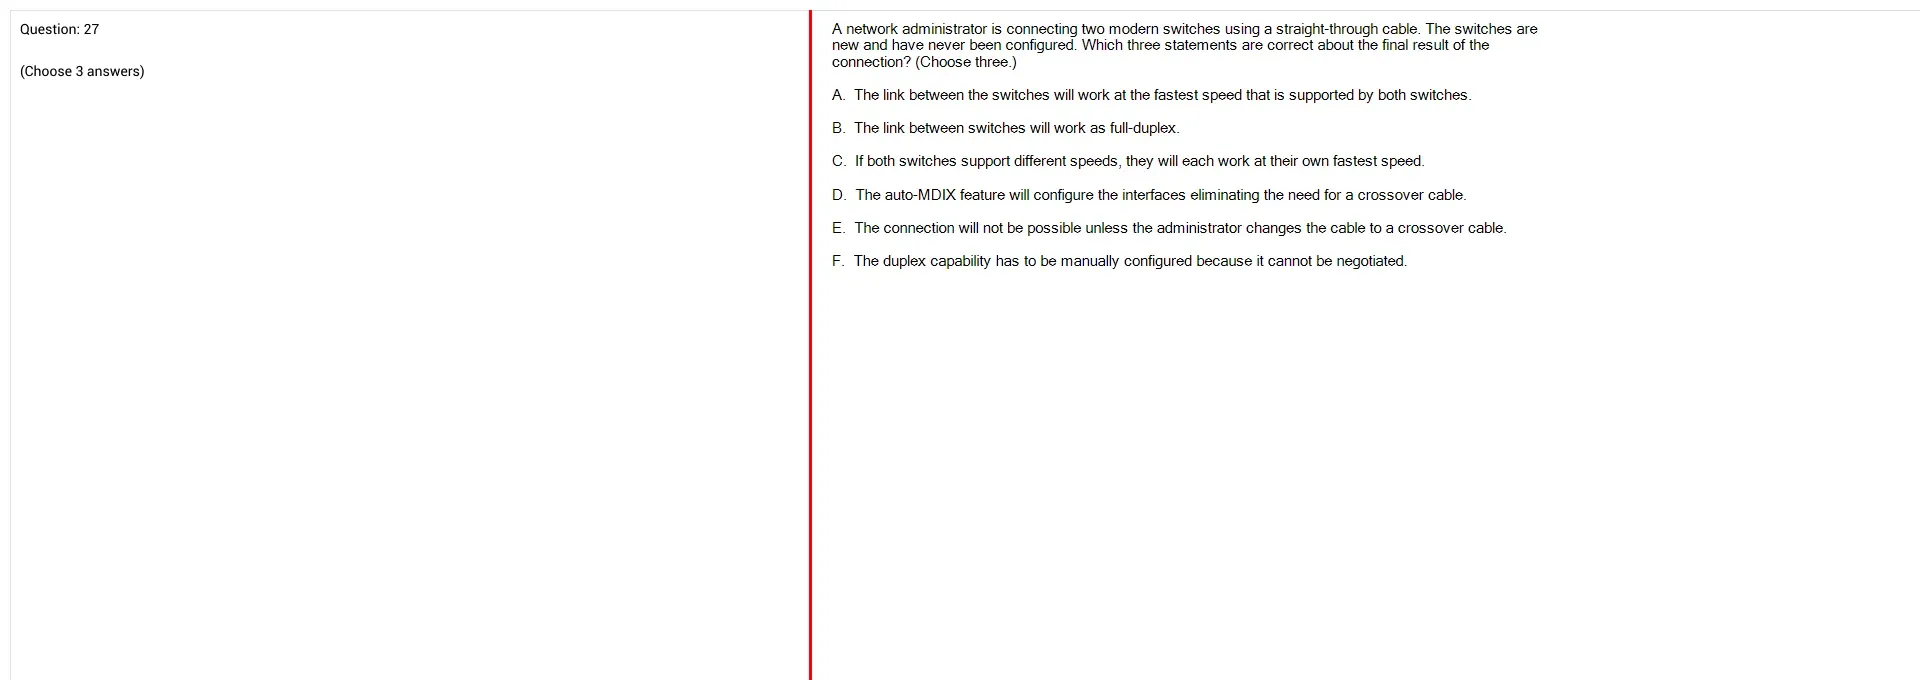 Question: 27
(Choose 3 answers)
A network administrator is connecting two modern switches using a straight-through cable. The switches are
new and have never been configured. Which three statements are correct about the final result of the
connection? (Choose three.)
A. The link between the switches will work at the fastest speed that is supported by both switches.
B. The link between switches will work as full-duplex.
C. If both switches support different speeds, they will each work at their own fastest speed.
D. The auto-MDIX feature will configure the interfaces eliminating the need for a crossover cable.
E. The connection will not be possible unless the administrator changes the cable to a crossover cable.
F. The duplex capability has to be manually configured because it cannot be negotiated.